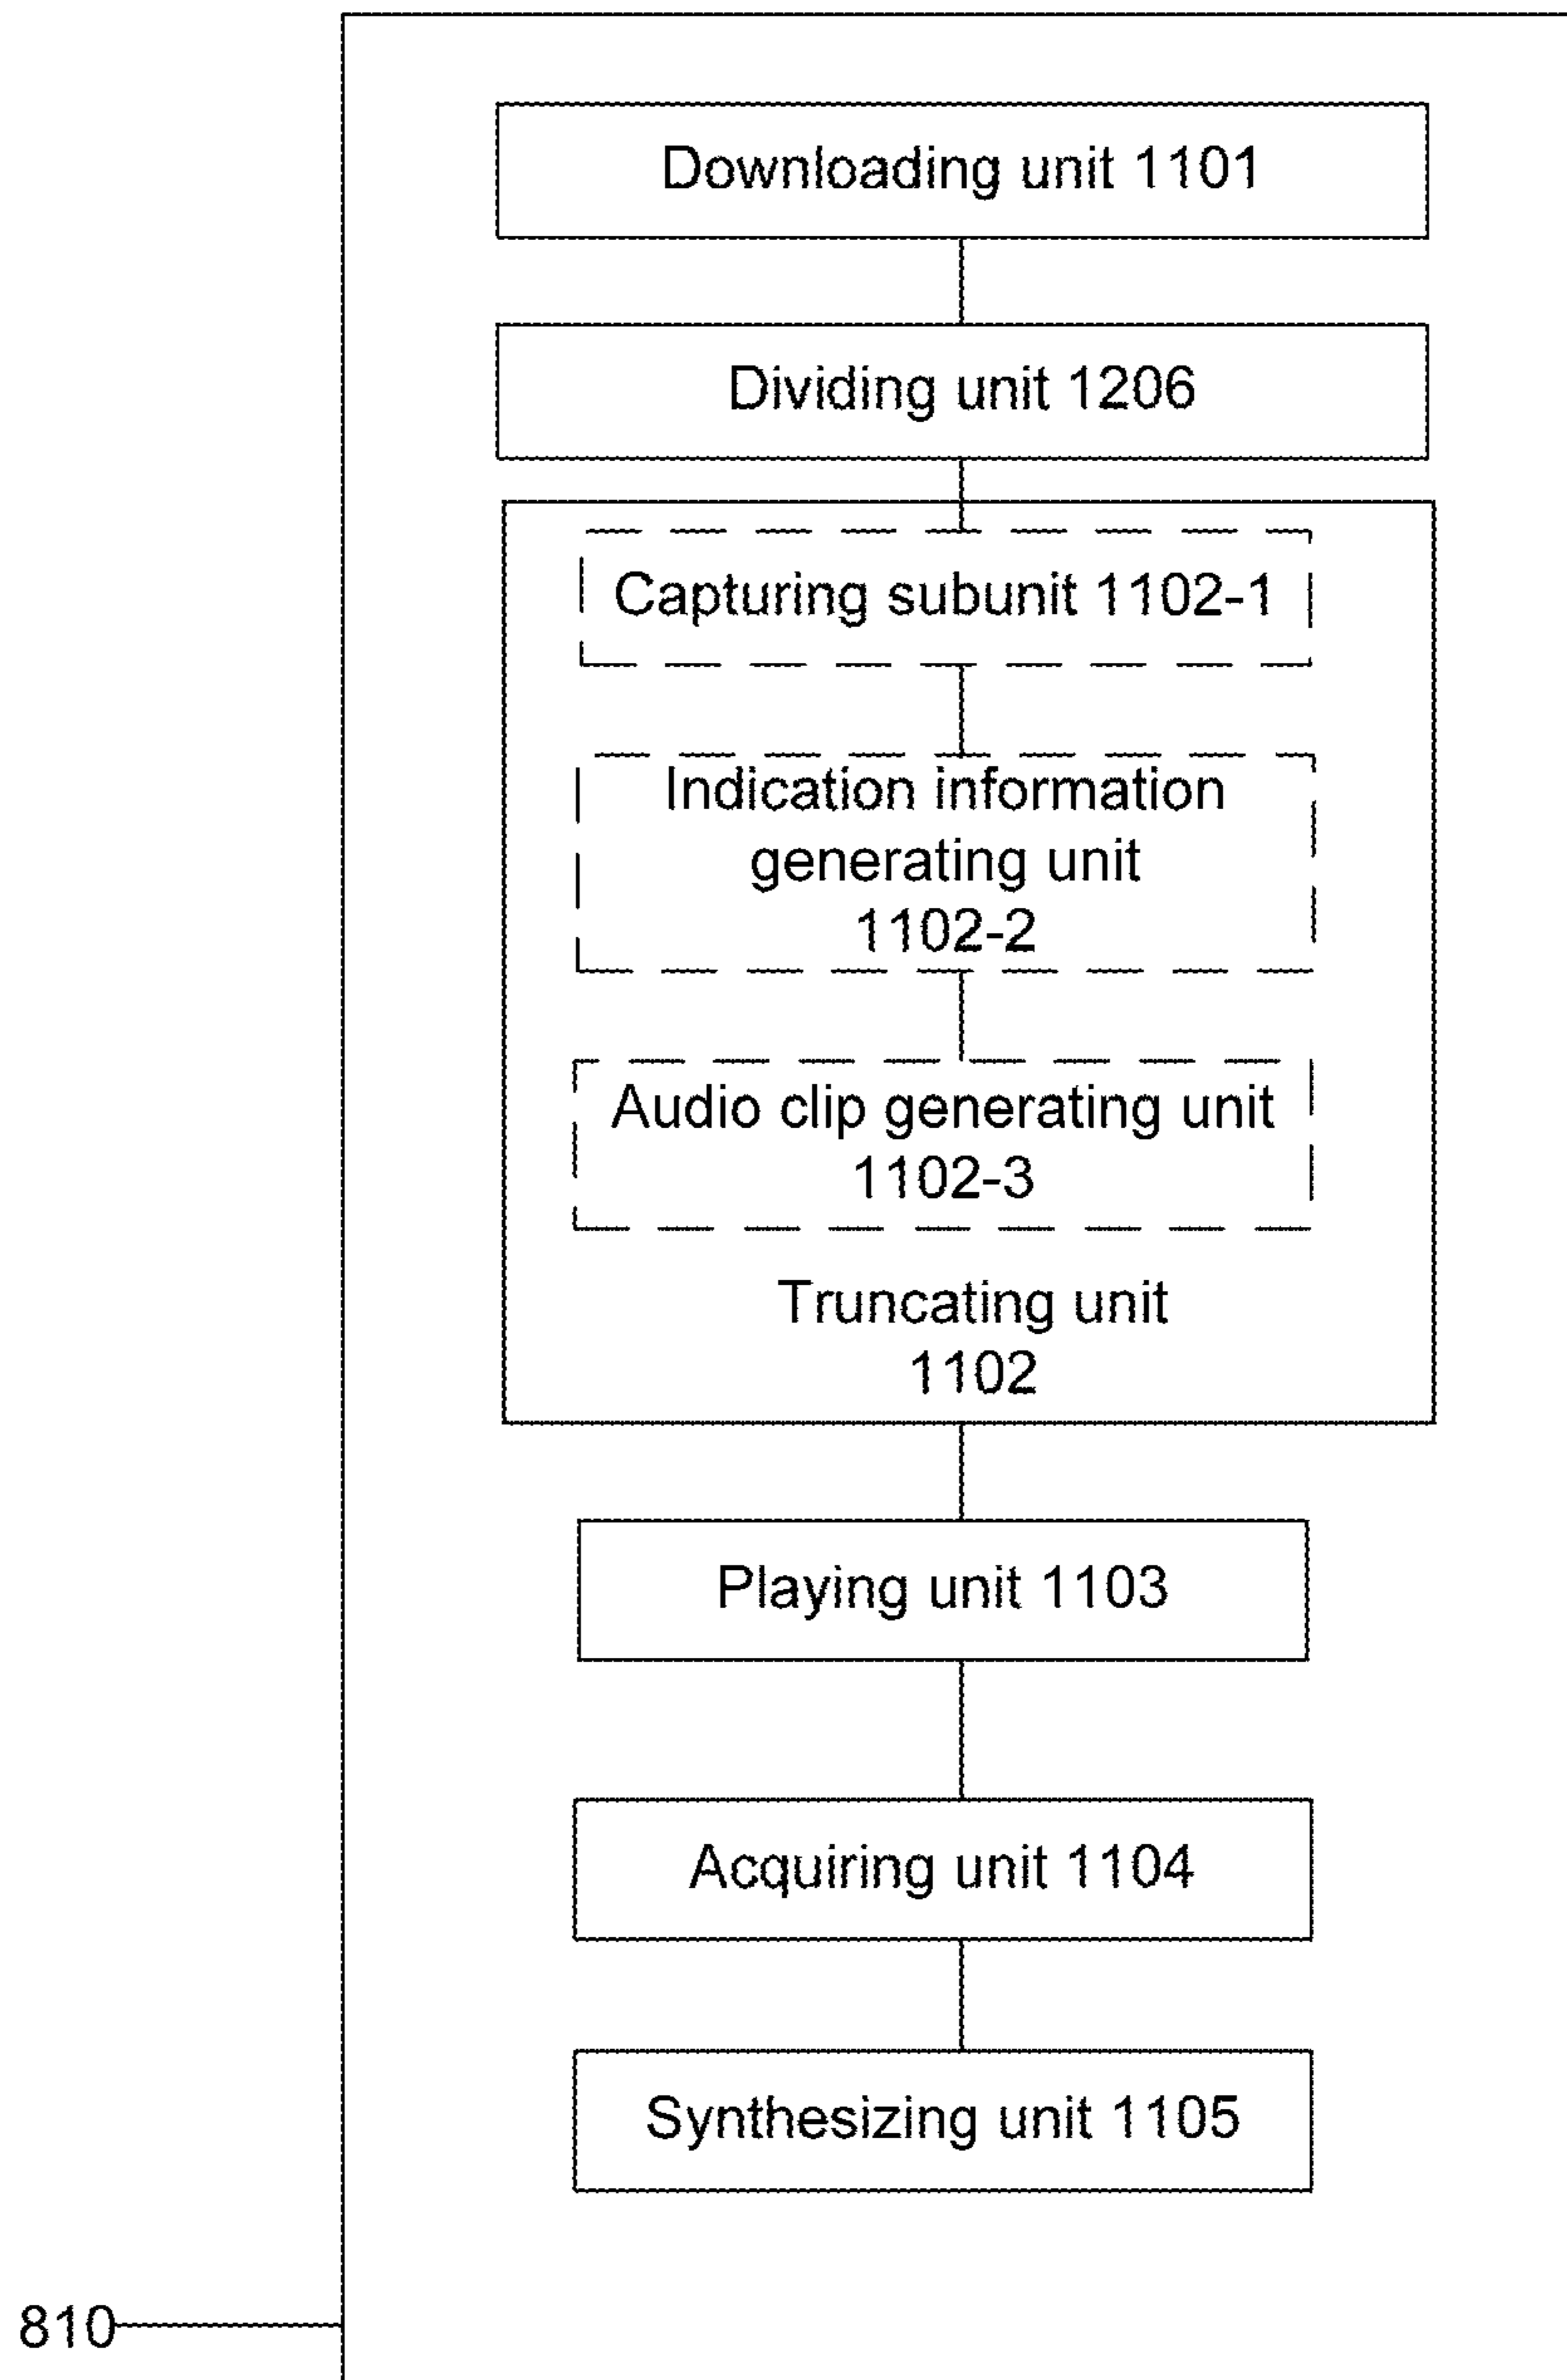 Downloading unit 1101
Dividing unit 1206
Capturing subunit 1102-1
Indication information
generating unit
1102-2
Audio clip generating unit
1102-3
Truncating unit
1102
Playing unit 1103
Acquiring unit 1104
Synthesizing unit 1105
810